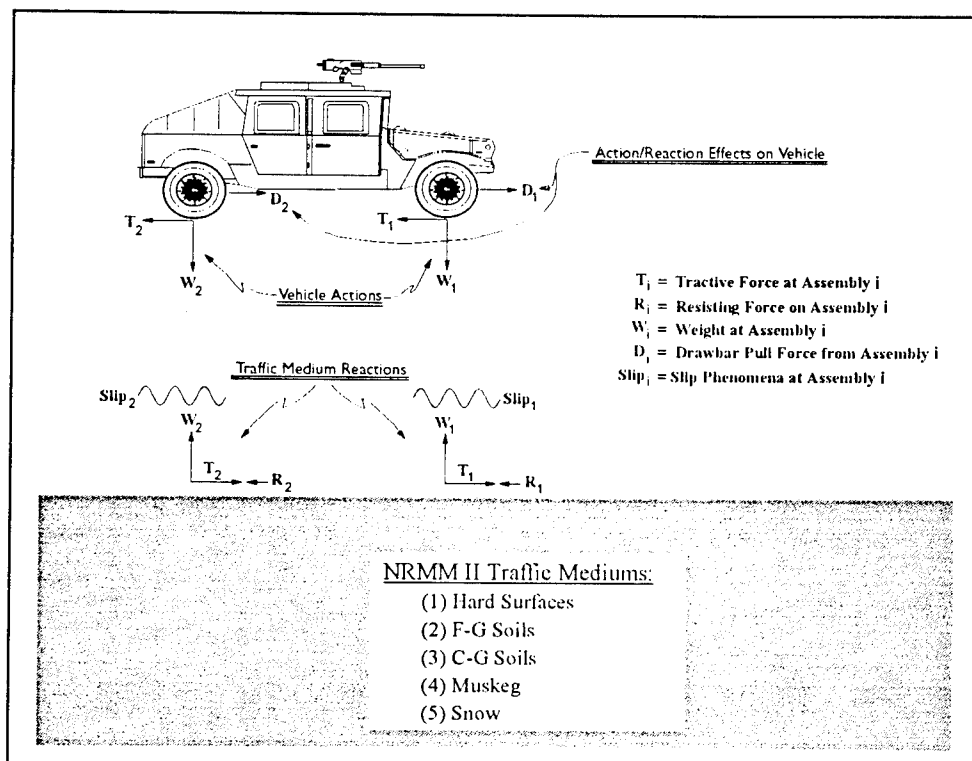 Action/Reaction Effects on Vehicle
D1
D2
T1
T2
W2
W1
Vehicle Actions
Ti = Tractive Force at Assembly i
Ri = Resisting Force on Assembly i
Wi = Weight at Assembly i
Di = Drawbar Pull Force from Assembly i
Slipi = Slip Phenomena at Assembly i
Traffic Medium Reactions
Slip2
Slip1
W2
W1
T2
R2
T1
R1
NRMM II Traffic Mediums:
(1) Hard Surfaces
(2) F-G Soils
(3) C-G Soils
(4) Muskeg
(5) Snow